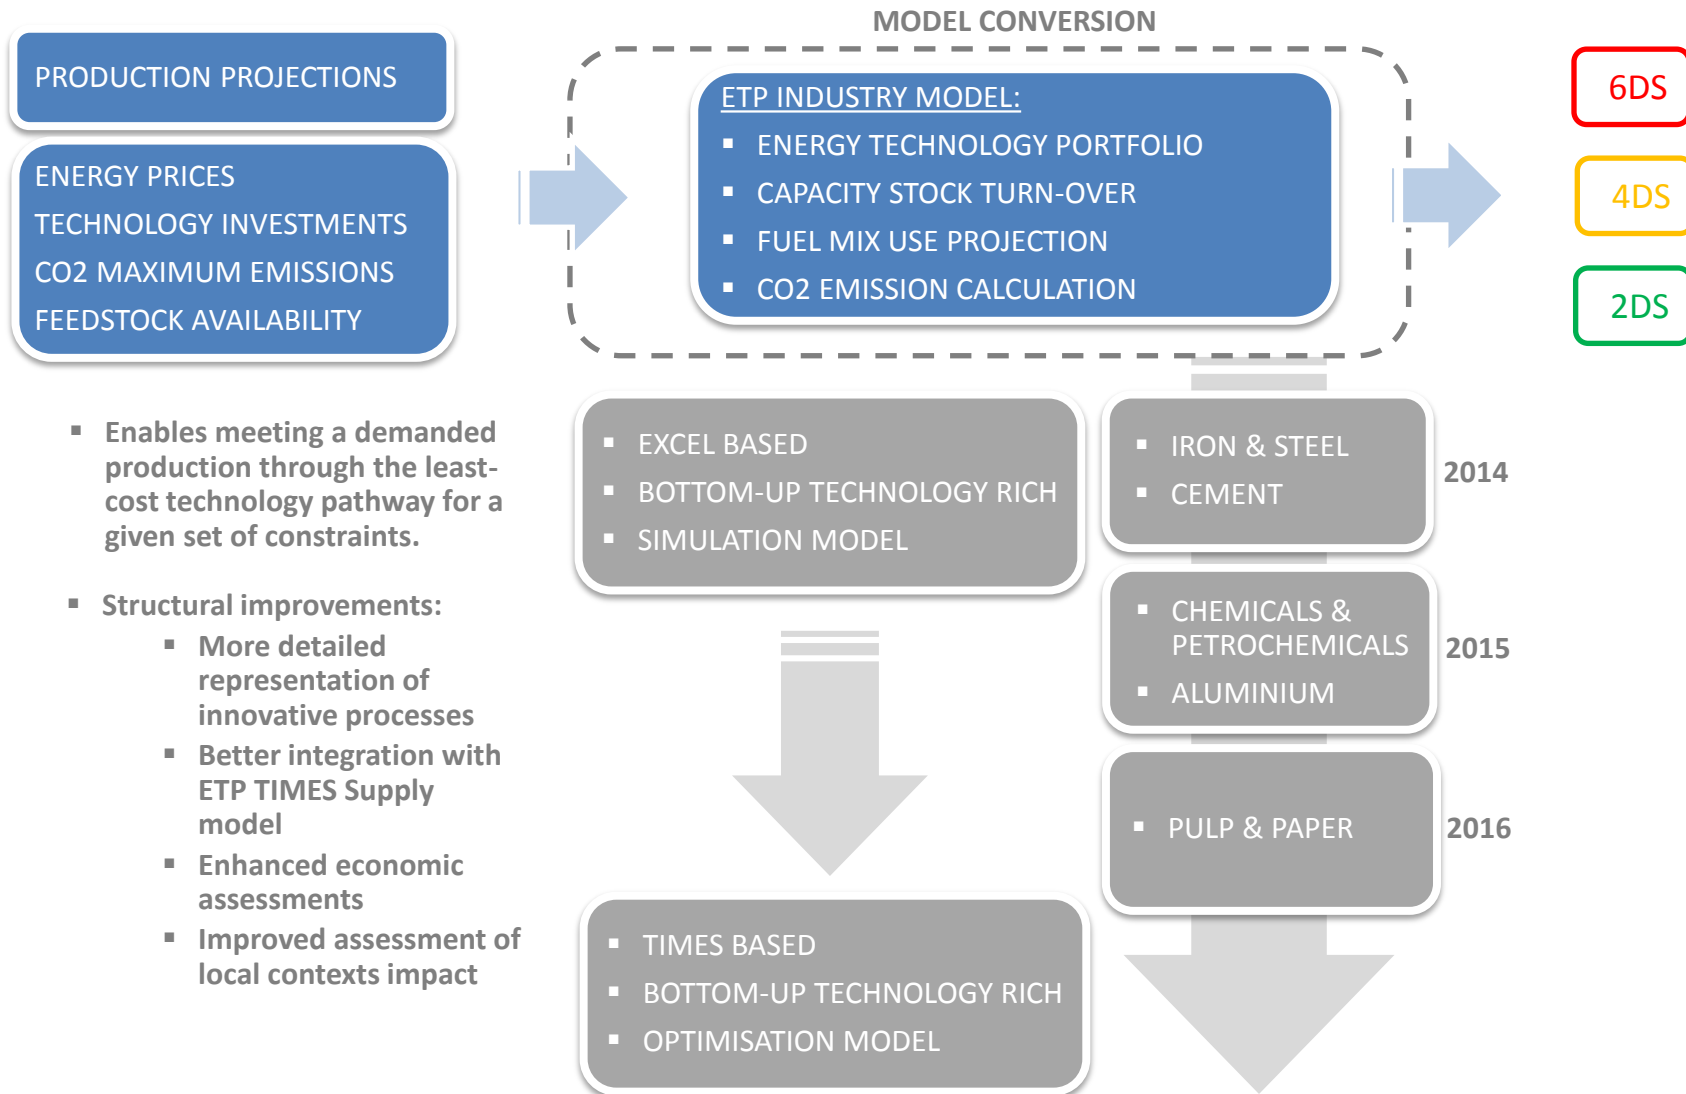 MODEL CONVERSION
PRODUCTION PROJECTIONS
ENERGY PRICES
TECHNOLOGY INVESTMENTS
CO2 MAXIMUM EMISSIONS
FEEDSTOCK AVAILABILITY
ETP INDUSTRY MODEL:
▪ ENERGY TECHNOLOGY PORTFOLIO
▪ CAPACITY STOCK TURN-OVER
▪ FUEL MIX USE PROJECTION
▪ CO2 EMISSION CALCULATION
6DS
4DS
2DS
▪ Enables meeting a demanded
production through the least-
cost technology pathway for a
given set of constraints.
▪ Structural improvements:
▪ More detailed
representation of
innovative processes
▪ Better integration with
ETP TIMES Supply
model
▪ Enhanced economic
assessments
▪ Improved assessment of
local contexts impact
▪ EXCEL BASED
▪ BOTTOM-UP TECHNOLOGY RICH
▪ SIMULATION MODEL
▪ TIMES BASED
▪ BOTTOM-UP TECHNOLOGY RICH
▪ OPTIMISATION MODEL
▪ IRON & STEEL
▪ CEMENT
2014
▪ CHEMICALS &
PETROCHEMICALS
▪ ALUMINIUM
2015
▪ PULP & PAPER
2016